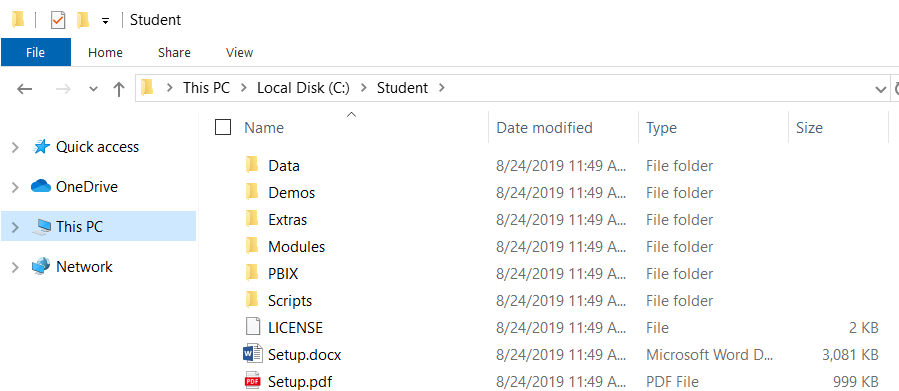 Student
File Home Share View
This PC Local Disk (C:) Student
Name Date modified Type Size
Quick access
OneDrive
This PC
Network
Data 8/24/2019 11:49 A... File folder
Demos 8/24/2019 11:49 A... File folder
Extras 8/24/2019 11:49 A... File folder
Modules 8/24/2019 11:49 A... File folder
PBIX 8/24/2019 11:49 A... File folder
Scripts 8/24/2019 11:49 A... File folder
LICENSE 8/24/2019 11:49 A... File 2 KB
Setup.docx 8/24/2019 11:49 A... Microsoft Word D... 3,081 KB
Setup.pdf 8/24/2019 11:49 A... PDF File 999 KB